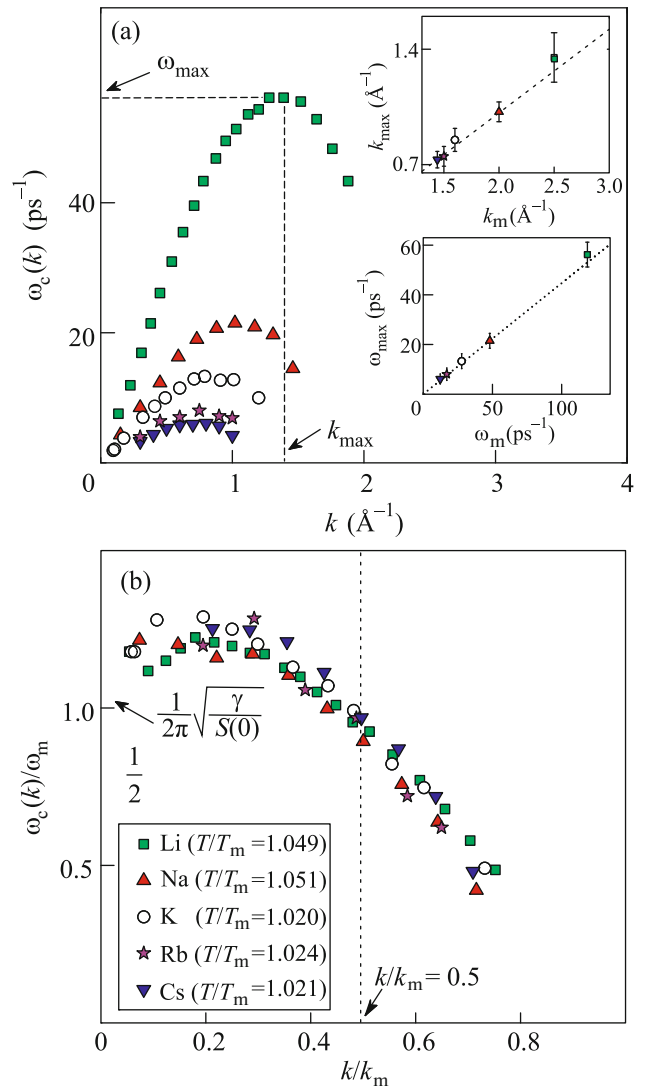 (a)
ω_max
ω_c(k) (ps⁻¹)
40
20
0
0
1
2
3
4
k_max
k (Å⁻¹)
1.4
0.7
k_max (Å⁻¹)
1.5
2.0
2.5
3.0
k_m(Å⁻¹)
60
40
20
0
ω_max (ps⁻¹)
50
100
ω_m(ps⁻¹)
(b)
1.0
0.5
ω_c(k)/ω_m
1/2π √(γ/S(0))
1/2
Li (T/T_m =1.049)
Na (T/T_m =1.051)
K (T/T_m =1.020)
Rb (T/T_m =1.024)
Cs (T/T_m =1.021)
k/k_m = 0.5
0
0.2
0.4
0.6
0.8
k/k_m